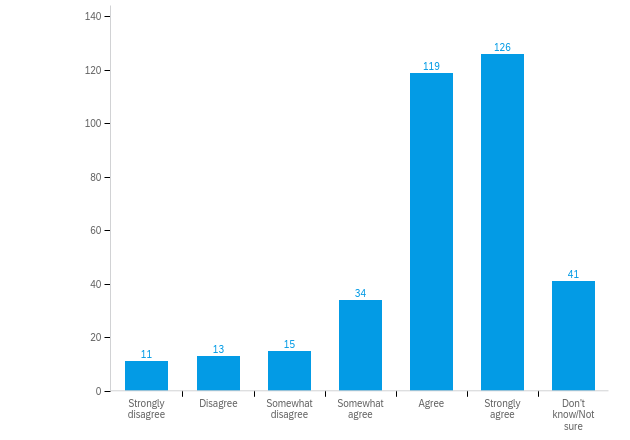 140
120
100
80
60
40
20
0
11
13
15
34
119
126
41
Strongly
disagree
Disagree
Somewhat
disagree
Somewhat
agree
Agree
Strongly
agree
Don't
know/Not
sure